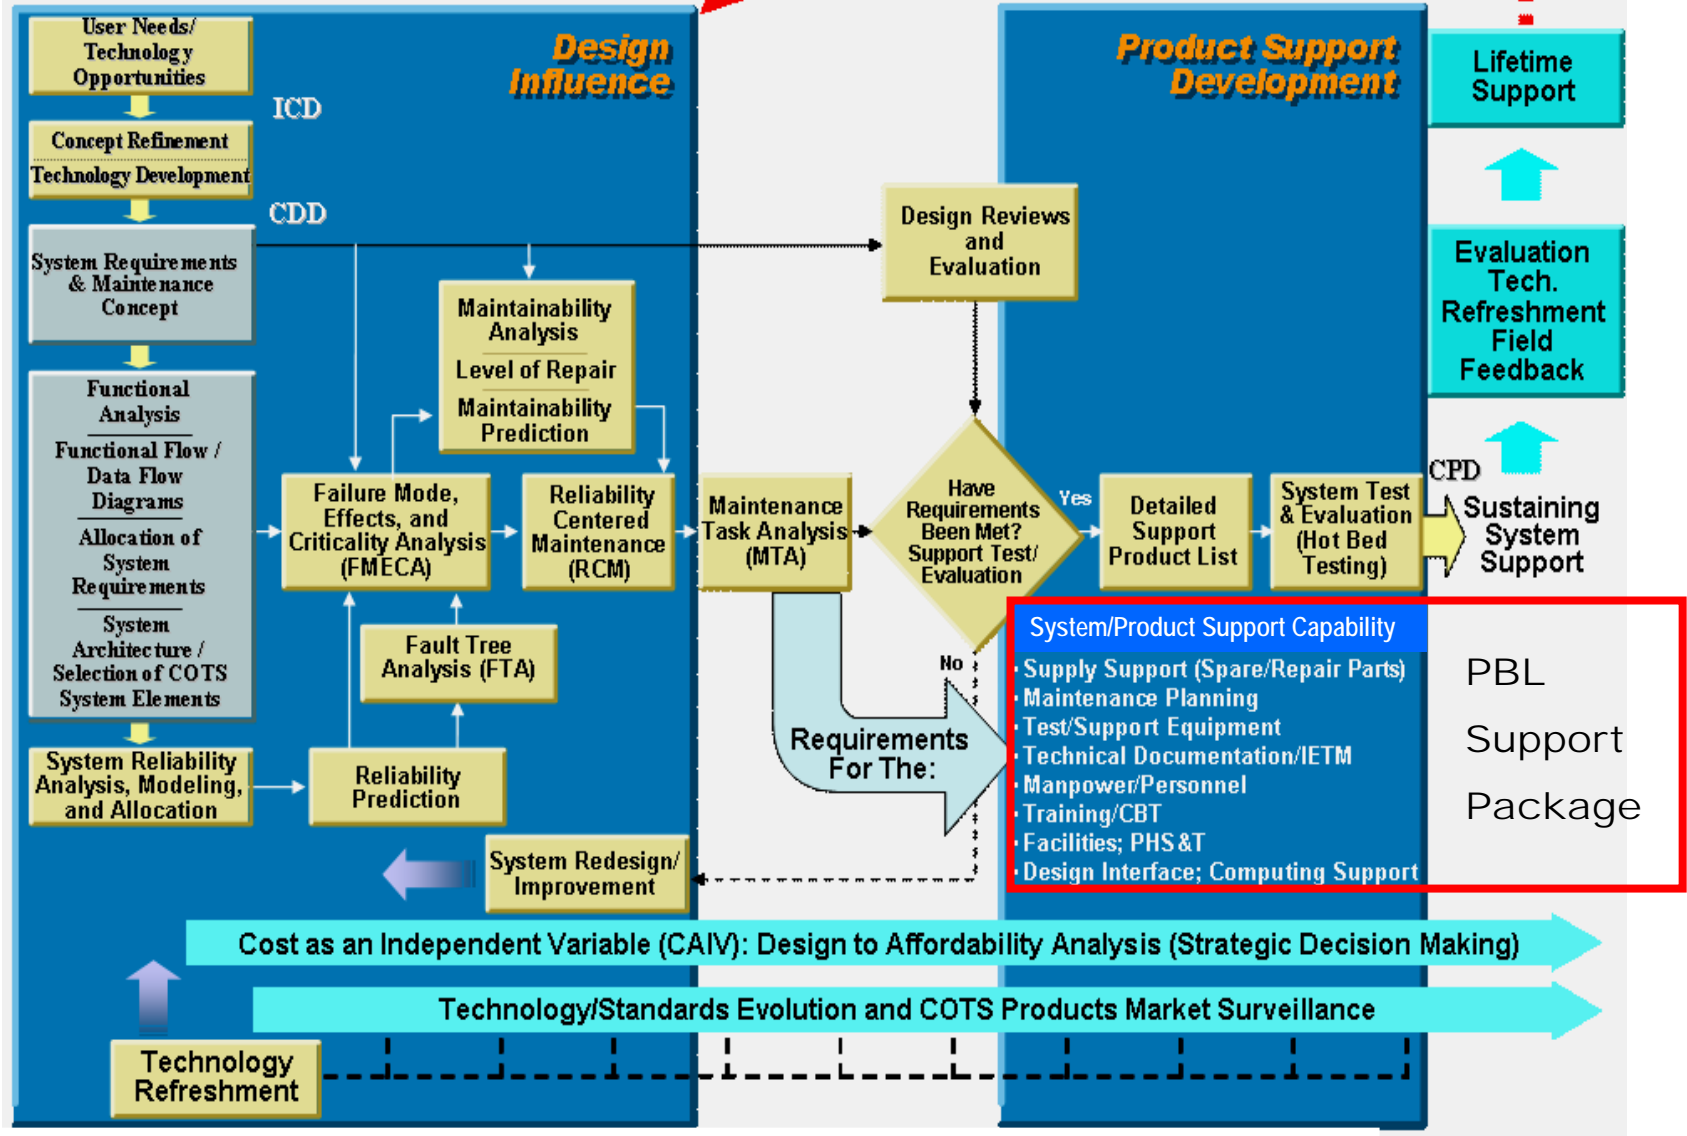 User Needs/
Technology
Opportunities
Design
Influence
Product Support
Development
Lifetime
Support
ICD
Concept Refinement
Technology Development
CDD
System Requirements
& Maintenance
Concept
Design Reviews
and
Evaluation
Evaluation
Tech.
Refreshment
Field
Feedback
Maintainability
Analysis
Level of Repair
Maintainability
Prediction
Functional
Analysis
Functional Flow /
Data Flow
Diagrams
Allocation of
System
Requirements
System
Architecture /
Selection of COTS
System Elements
Failure Mode,
Effects, and
Criticality Analysis
(FMECA)
Reliability
Centered
Maintenance
(RCM)
Maintenance
Task Analysis
(MTA)
Have
Requirements
Been Met?
Support Test/
Evaluation
Yes
Detailed
Support
Product List
System Test
& Evaluation
(Hot Bed
Testing)
CPD
Sustaining
System
Support
Fault Tree
Analysis (FTA)
No
System/Product Support Capability
· Supply Support (Spare/Repair Parts)
· Maintenance Planning
· Test/Support Equipment
· Technical Documentation/IETM
· Manpower/Personnel
· Training/CBT
· Facilities; PHS&T
· Design Interface; Computing Support
PBL
Support
Package
Requirements
For The:
System Reliability
Analysis, Modeling,
and Allocation
Reliability
Prediction
System Redesign/
Improvement
Cost as an Independent Variable (CAIV): Design to Affordability Analysis (Strategic Decision Making)
Technology/Standards Evolution and COTS Products Market Surveillance
Technology
Refreshment